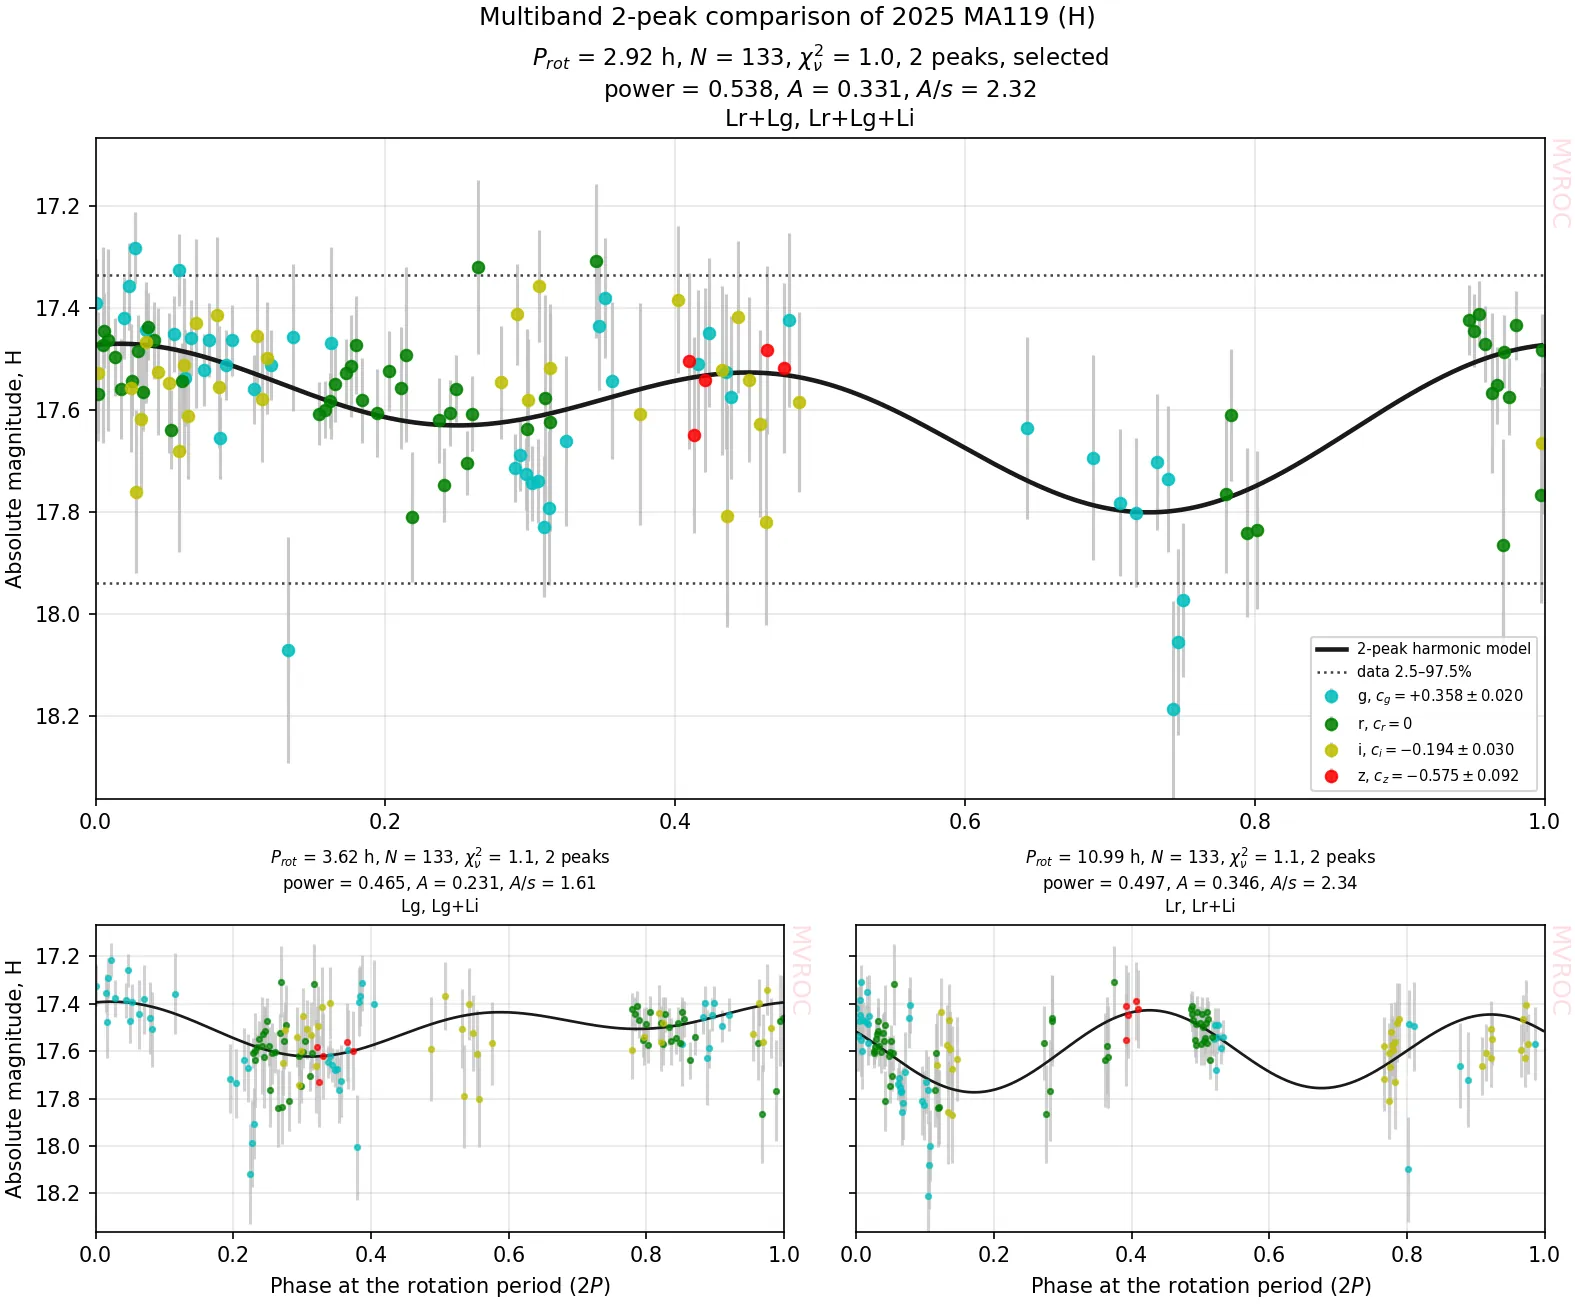 Multiband 2-peak comparison of 2025 MA119 (H)
P_rot = 2.92 h, N = 133, χ²_ν = 1.0, 2 peaks, selected
power = 0.538, A = 0.331, A/s = 2.32
Lr+Lg, Lr+Lg+Li
MVROC
Absolute magnitude, H
17.2
17.4
17.6
17.8
18.0
18.2
2-peak harmonic model
data 2.5–97.5%
g, c_g = +0.358 ± 0.020
r, c_r = 0
i, c_i = −0.194 ± 0.030
z, c_z = −0.575 ± 0.092
0.0 0.2 0.4 0.6 0.8 1.0
P_rot = 3.62 h, N = 133, χ²_ν = 1.1, 2 peaks
power = 0.465, A = 0.231, A/s = 1.61
Lg, Lg+Li
MVROC
Absolute magnitude, H
17.2
17.4
17.6
17.8
18.0
18.2
0.0 0.2 0.4 0.6 0.8 1.0
Phase at the rotation period (2P)
P_rot = 10.99 h, N = 133, χ²_ν = 1.1, 2 peaks
power = 0.497, A = 0.346, A/s = 2.34
Lr, Lr+Li
MVROC
0.0 0.2 0.4 0.6 0.8 1.0
Phase at the rotation period (2P)